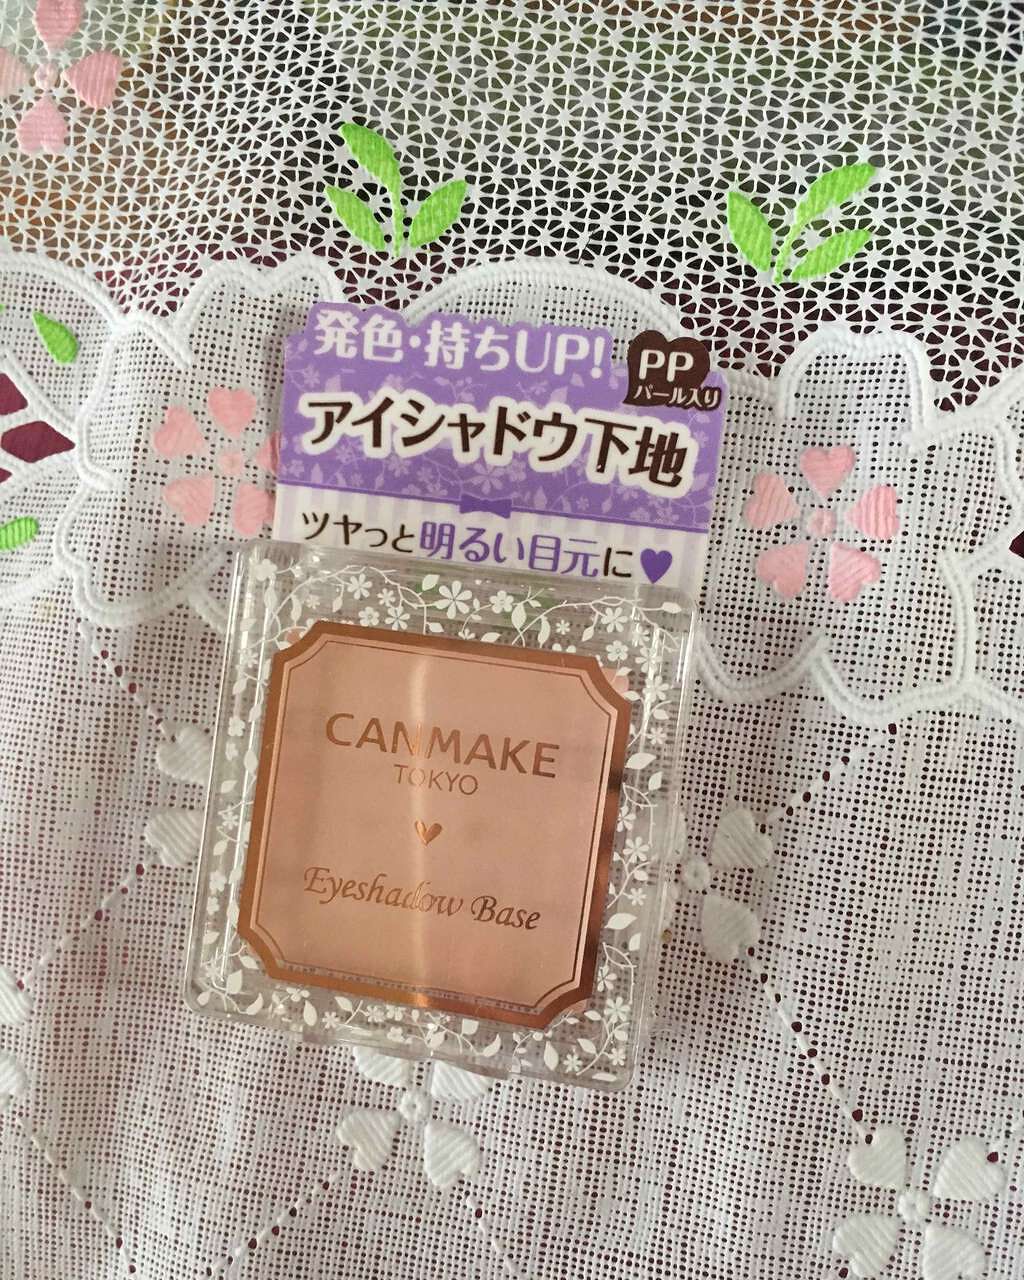 発色・持ちUP!
PP
パール入り
アイシャドウ下地
ツヤっと明るい目元に♥
CANMAKE
TOKYO
Eyeshadow Base